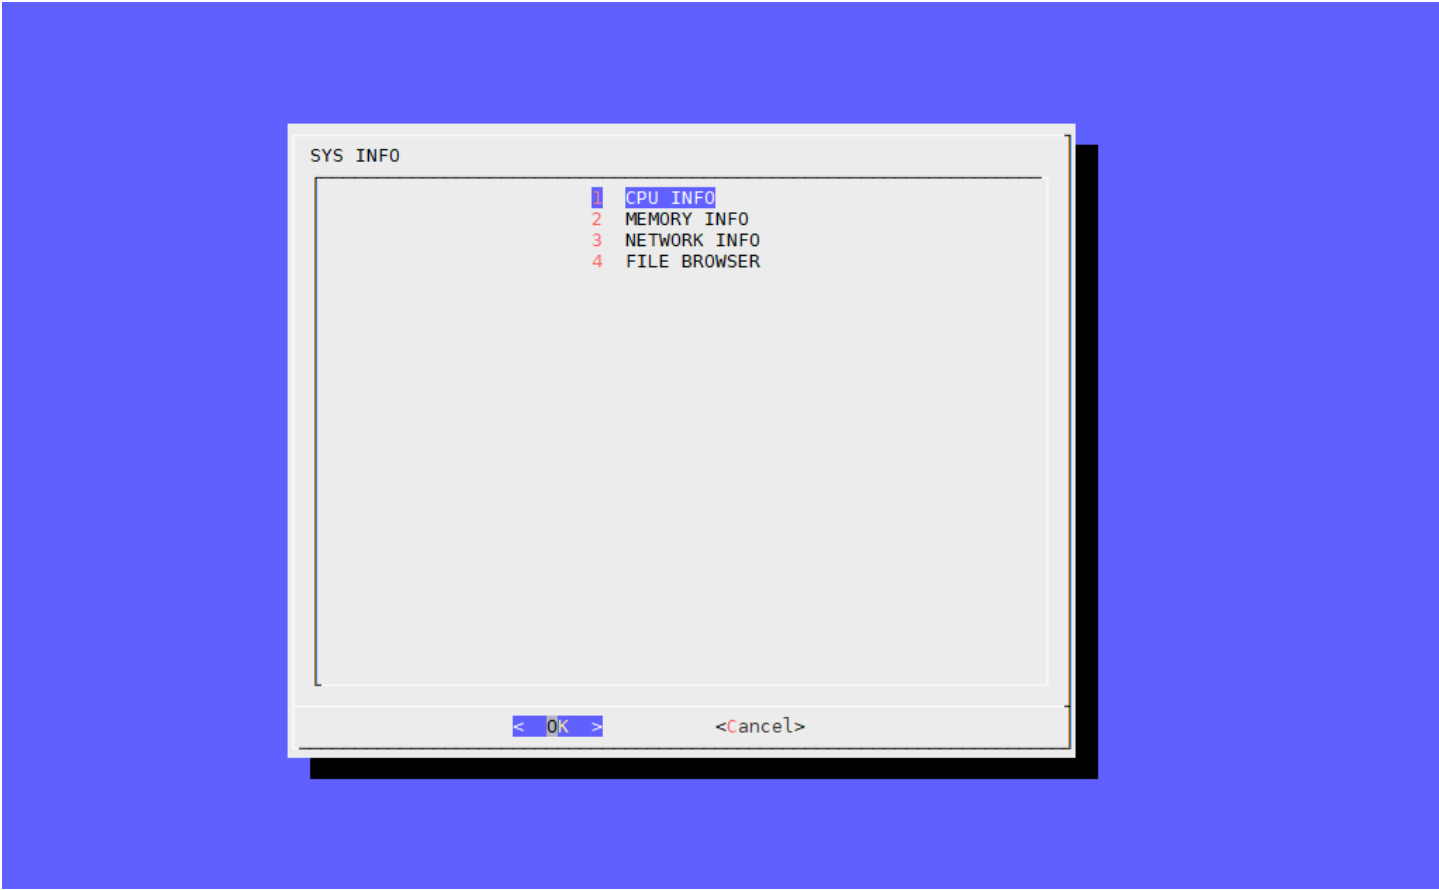 SYS INFO
1 CPU INFO
2 MEMORY INFO
3 NETWORK INFO
4 FILE BROWSER
< OK > <Cancel>